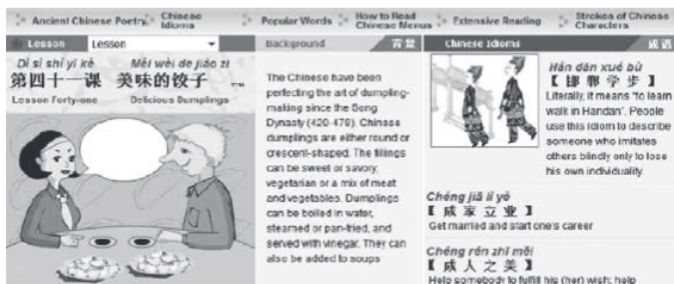 Ancient Chinese Poetry
Chinese Idioms
Popular Words
How to Read Chinese Menus
Extensive Reading
Strokes of Chinese Characters
Lesson
Lesson
Dì sì shí yī kè Měi wèi de jiǎo zi
第四十一课 美味的饺子
Lesson Forty-one Delicious Dumplings
Background 背景
The Chinese have been
perfecting the art of dumpling-
making since the Song
Dynasty (420-479). Chinese
dumplings are either round or
crescent-shaped. The fillings
can be sweet or savory,
vegetarian or a mix of meat
and vegetables. Dumplings
can be boiled in water,
steamed or pan-fried, and
served with vinegar. They can
also be added to soups
Chinese Idioms 成语
Hán dān xué bù
【 邯 郸 学 步 】
Literally, it means "to learn
walk in Handan". People
use this idiom to describe
someone who imitates
others blindly only to lose
his own individuality.
Chéng jiā lì yè
【 成 家 立 业 】
Get married and start one's career
Chéng rén zhī měi
【 成 人 之 美 】
Help somebody to fulfill his (her) wish; help